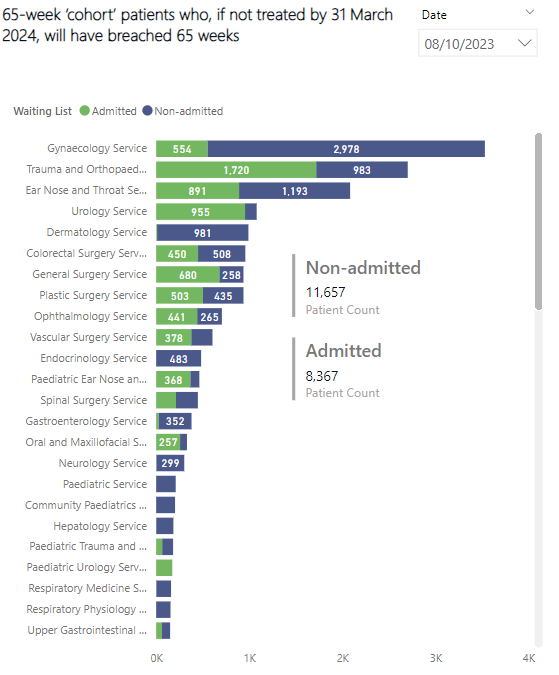 65-week ‘cohort’ patients who, if not treated by 31 March
2024, will have breached 65 weeks
Date
08/10/2023
Waiting List Admitted Non-admitted
Gynaecology Service 554 2,978
Trauma and Orthopaed... 1,720 983
Ear Nose and Throat Se... 891 1,193
Urology Service 955
Dermatology Service 981
Colorectal Surgery Serv... 450 508
General Surgery Service 680 258
Plastic Surgery Service 503 435
Ophthalmology Service 441 265
Vascular Surgery Service 378
Endocrinology Service 483
Paediatric Ear Nose an... 368
Spinal Surgery Service
Gastroenterology Service 352
Oral and Maxillofacial S... 257
Neurology Service 299
Paediatric Service
Community Paediatrics ...
Hepatology Service
Paediatric Trauma and ...
Paediatric Urology Serv...
Respiratory Medicine S...
Respiratory Physiology ...
Upper Gastrointestinal ...
Non-admitted
11,657
Patient Count
Admitted
8,367
Patient Count
0K 1K 2K 3K 4K